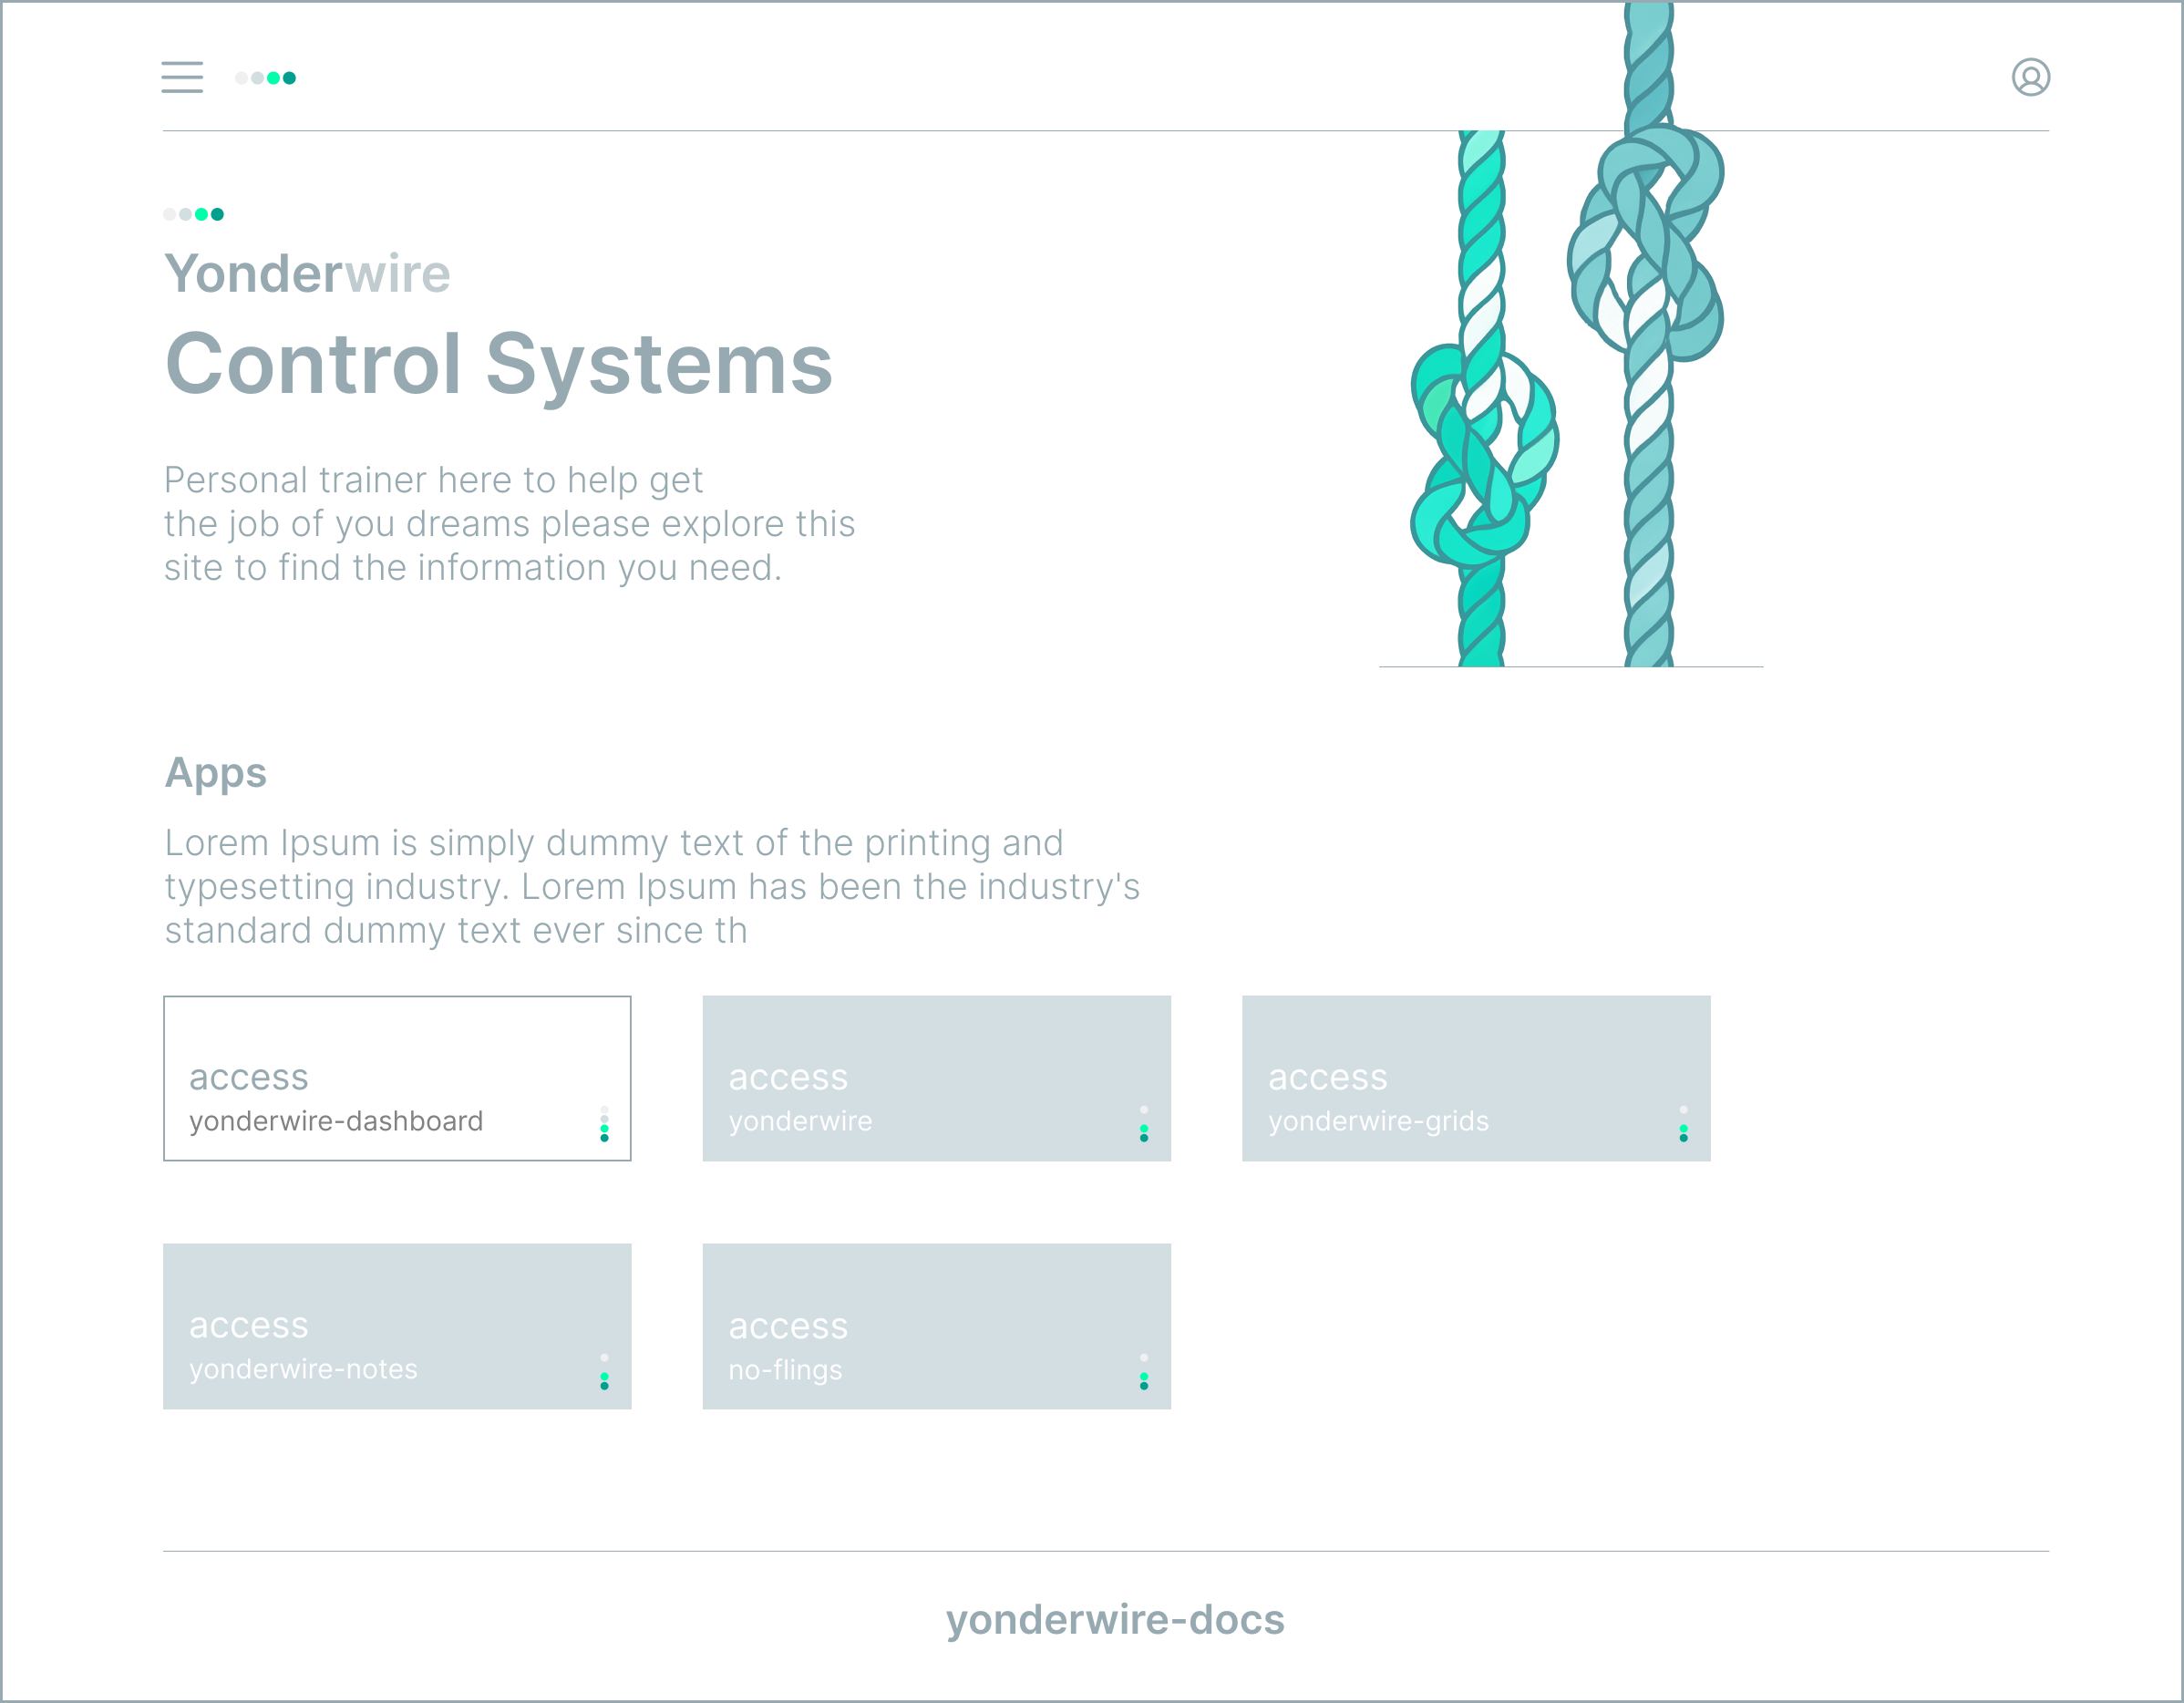 Yonderwire
Control Systems
Personal trainer here to help get
the job of you dreams please explore this
site to find the information you need.
Apps
Lorem Ipsum is simply dummy text of the printing and
typesetting industry. Lorem Ipsum has been the industry's
standard dummy text ever since th
access
yonderwire-dashboard
access
yonderwire
access
yonderwire-grids
access
yonderwire-notes
access
no-flings
yonderwire-docs